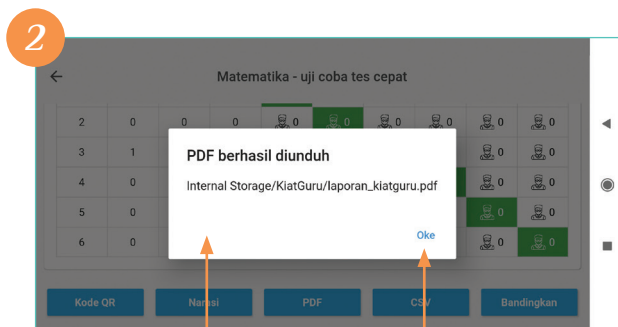 2
Matematika - uji coba tes cepat
2 0 0 0 0 0 0 0 0 0
3 1 0 0
4 0 0 0
5 0 0 0
6 0 0 0
PDF berhasil diunduh
Internal Storage/KiatGuru/laporan_kiatguru.pdf
Oke
Kode QR Narasi PDF CSV Bandingkan